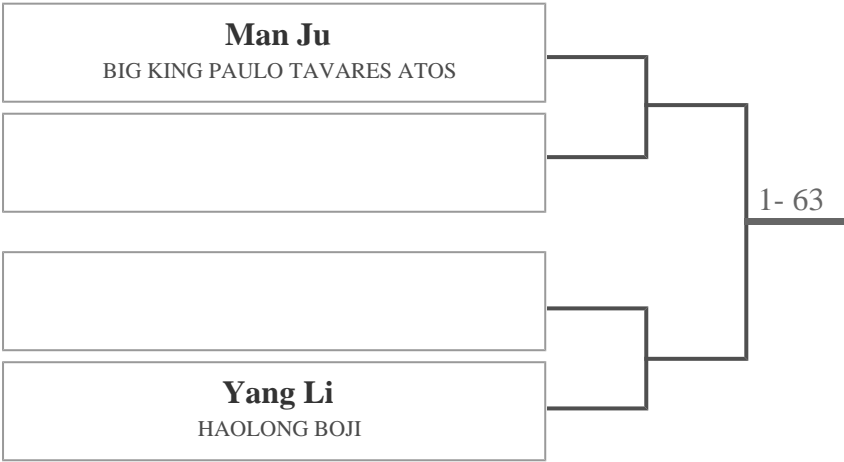 Man Ju
BIG KING PAULO TAVARES ATOS
1- 63
Yang Li
HAOLONG BOJI